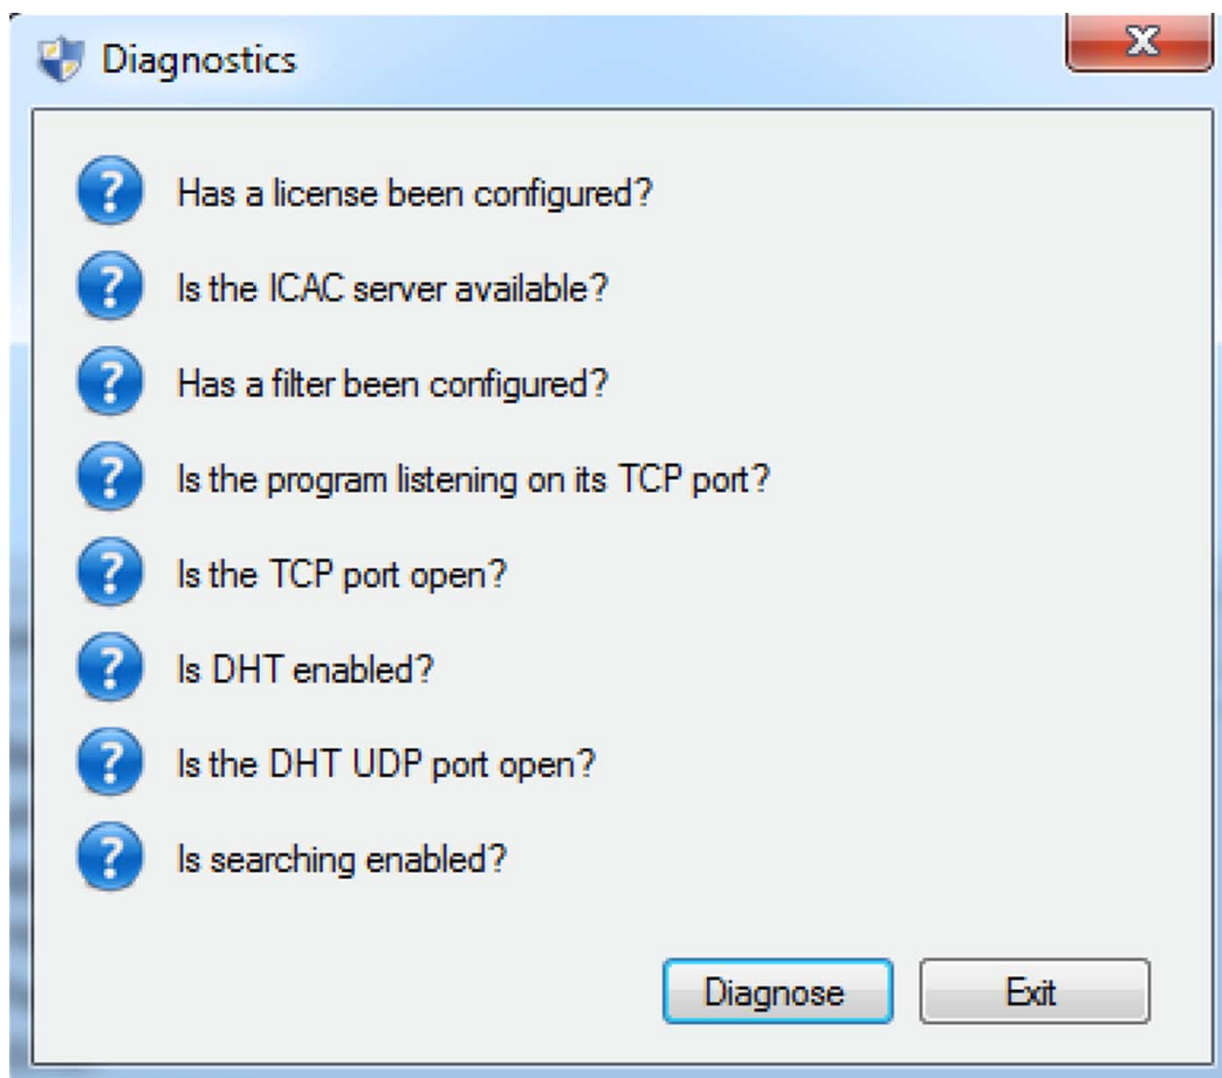 Diagnostics
Has a license been configured?
Is the ICAC server available?
Has a filter been configured?
Is the program listening on its TCP port?
Is the TCP port open?
Is DHT enabled?
Is the DHT UDP port open?
Is searching enabled?
Diagnose Exit